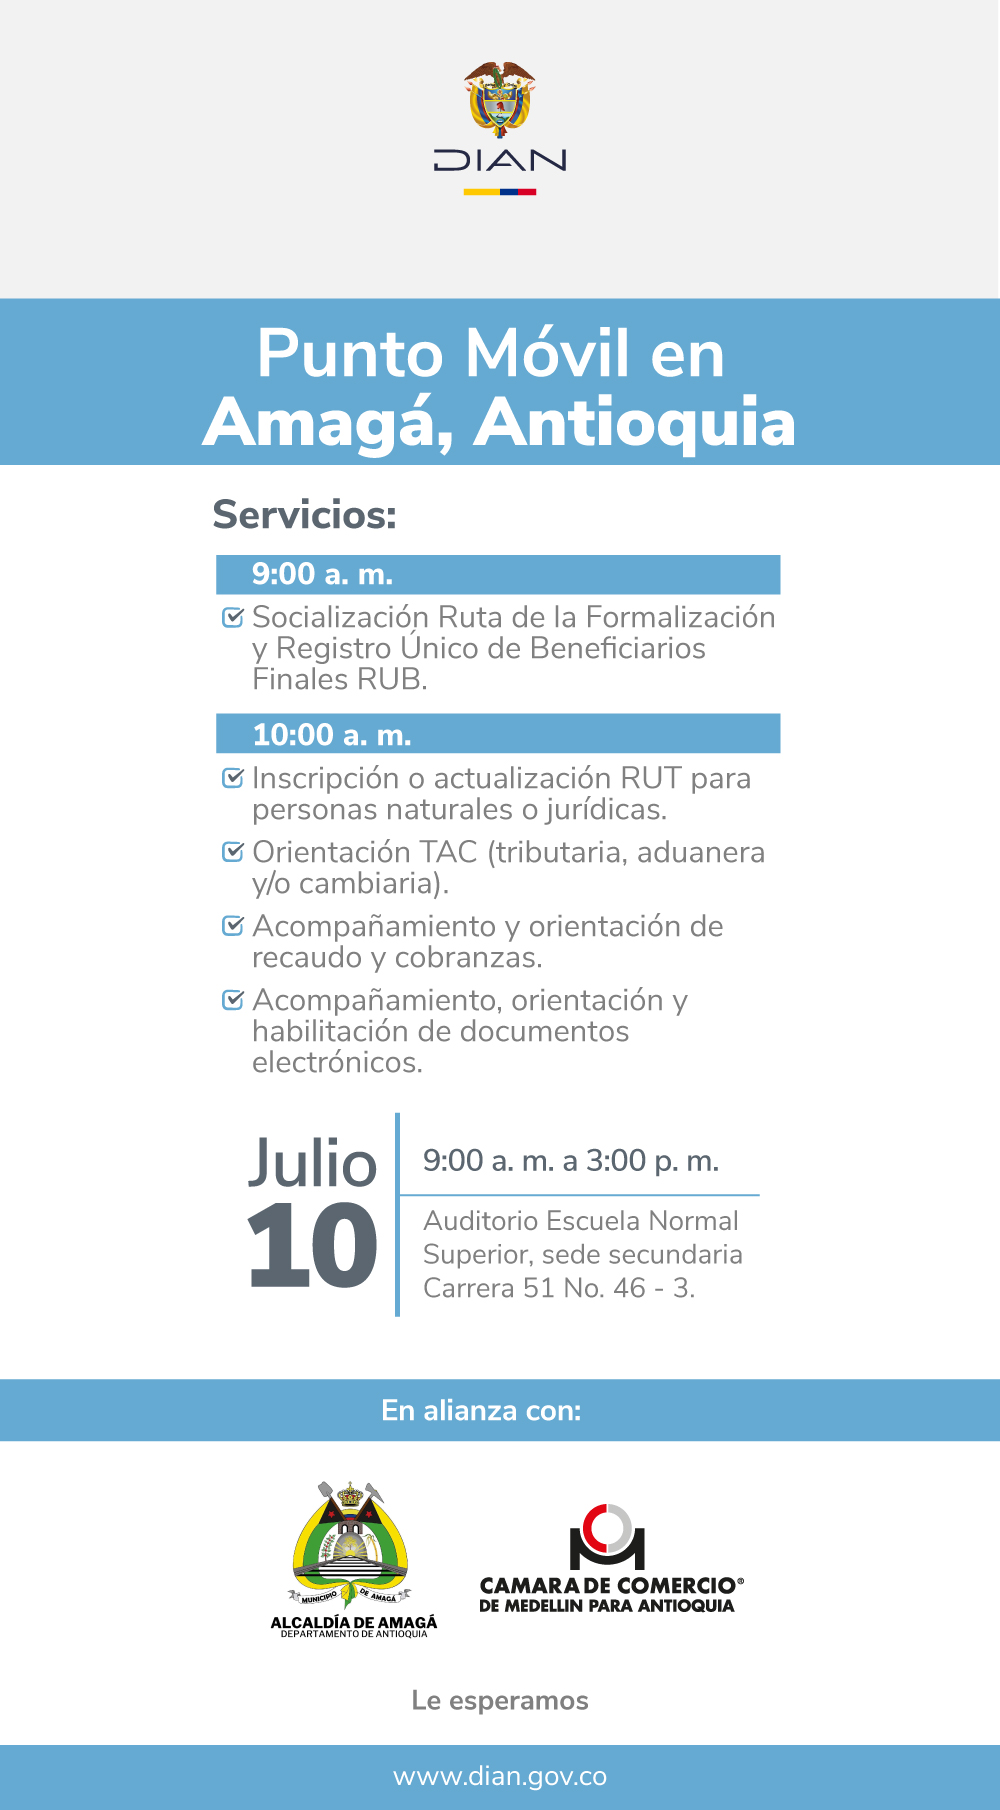 DIAN
Punto Móvil en
Amagá, Antioquia
Servicios:
9:00 a. m.
Socialización Ruta de la Formalización
y Registro Único de Beneficiarios
Finales RUB.
10:00 a. m.
Inscripción o actualización RUT para
personas naturales o jurídicas.
Orientación TAC (tributaria, aduanera
y/o cambiaria).
Acompañamiento y orientación de
recaudo y cobranzas.
Acompañamiento, orientación y
habilitación de documentos
electrónicos.
Julio
10
9:00 a. m. a 3:00 p. m.
Auditorio Escuela Normal
Superior, sede secundaria
Carrera 51 No. 46 - 3.
En alianza con:
MUNICIPIO DE AMAGÁ
ALCALDÍA DE AMAGÁ
DEPARTAMENTO DE ANTIOQUIA
CAMARA DE COMERCIO®
DE MEDELLIN PARA ANTIOQUIA
Le esperamos
www.dian.gov.co